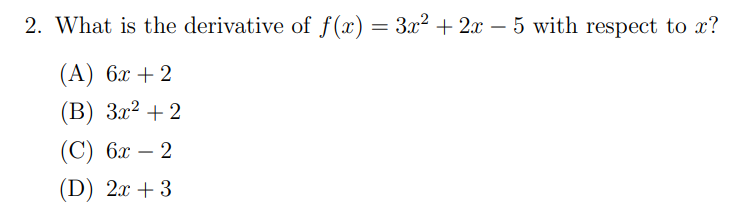 2. What is the derivative of f(x) = 3x² + 2x − 5 with respect to x?
(A) 6x + 2
(B) 3x² + 2
(C) 6x − 2
(D) 2x + 3